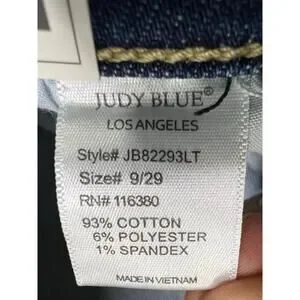 JUDY BLUE®
LOS ANGELES
Style# JB82293LT
Size# 9/29
RN# 116380
93% COTTON
6% POLYESTER
1% SPANDEX
MADE IN VIETNAM